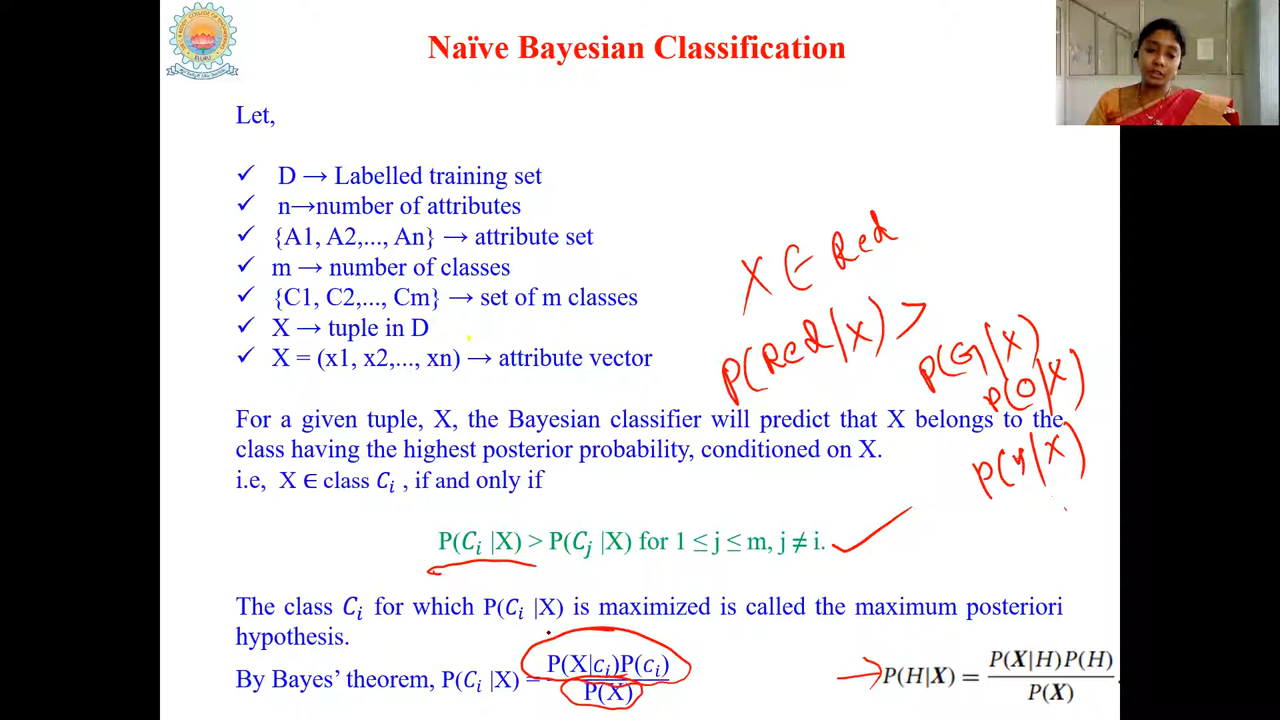 Naïve Bayesian Classification
Let,
✓ D → Labelled training set
✓ n→number of attributes
✓ {A1, A2,..., An} → attribute set
✓ m → number of classes
✓ {C1, C2,..., Cm} → set of m classes
✓ X → tuple in D
✓ X = (x1, x2,..., xn) → attribute vector
X ∈ Red
P(Red|X) >
P(G|X)
P(O|X)
P(Y|X)
For a given tuple, X, the Bayesian classifier will predict that X belongs to the
class having the highest posterior probability, conditioned on X.
i.e, X ∈ class Ci , if and only if
P(Ci |X) > P(Cj |X) for 1 ≤ j ≤ m, j ≠ i.
The class Ci for which P(Ci |X) is maximized is called the maximum posteriori
hypothesis.
By Bayes’ theorem, P(Ci |X) = P(X|Ci)P(Ci) / P(X)
P(H|X) = P(X|H)P(H) / P(X)